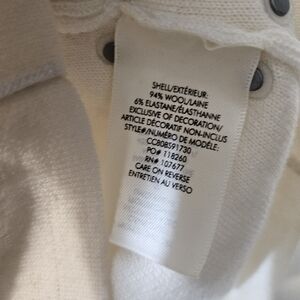 SHELL/EXTÉRIEUR:
94% WOOL/LAINE
6% ELASTANE/ÉLASTHANNE
EXCLUSIVE OF DECORATION/
ARTICLE DÉCORATIF NON-INCLUS
STYLE#/NUMÉRO DE MODÈLE:
CC808591730
PO# 118260
RN# 107677
CARE ON REVERSE
ENTRETIEN AU VERSO